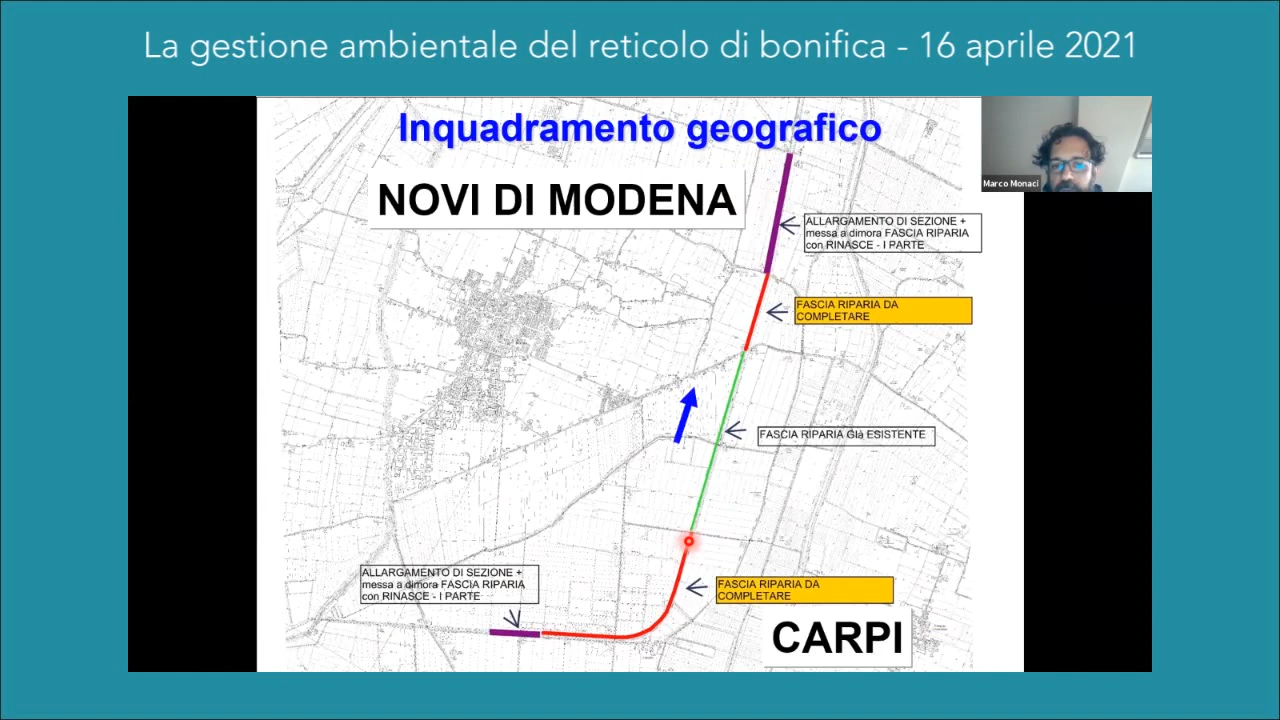 La gestione ambientale del reticolo di bonifica - 16 aprile 2021
Inquadramento geografico
Marco Monaci
NOVI DI MODENA
ALLARGAMENTO DI SEZIONE +
messa a dimora FASCIA RIPARIA
con RINASCE - I PARTE
FASCIA RIPARIA DA
COMPLETARE
FASCIA RIPARIA GIà ESISTENTE
ALLARGAMENTO DI SEZIONE +
messa a dimora FASCIA RIPARIA
con RINASCE - I PARTE
FASCIA RIPARIA DA
COMPLETARE
CARPI